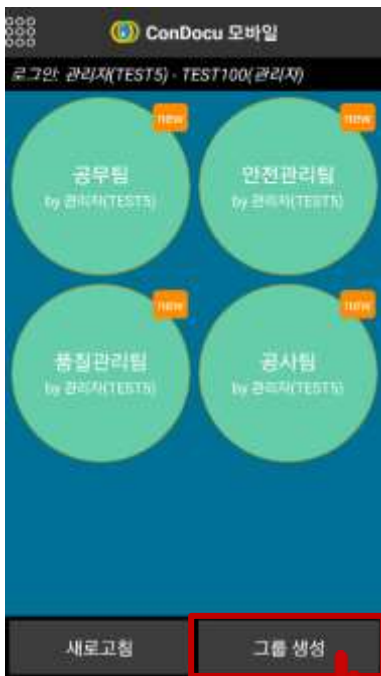 ConDocu 모바일
로그인: 관리자(TEST5) - TEST100(관리자)
new
new
공무팀
안전관리팀
by 관리자(TEST5)
by 관리자(TEST5)
new
new
품질관리팀
공사팀
by 관리자(TEST5)
by 관리자(TEST5)
새로고침
그룹 생성